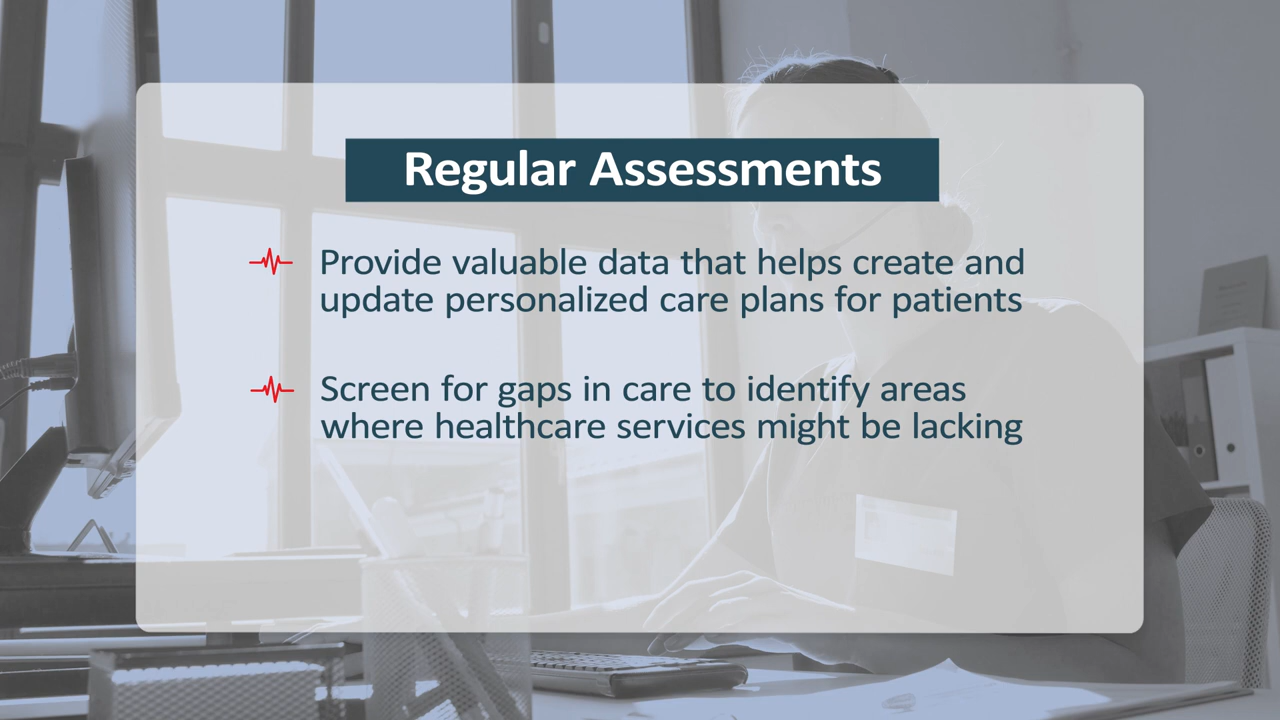 Regular Assessments
Provide valuable data that helps create and
update personalized care plans for patients
Screen for gaps in care to identify areas
where healthcare services might be lacking